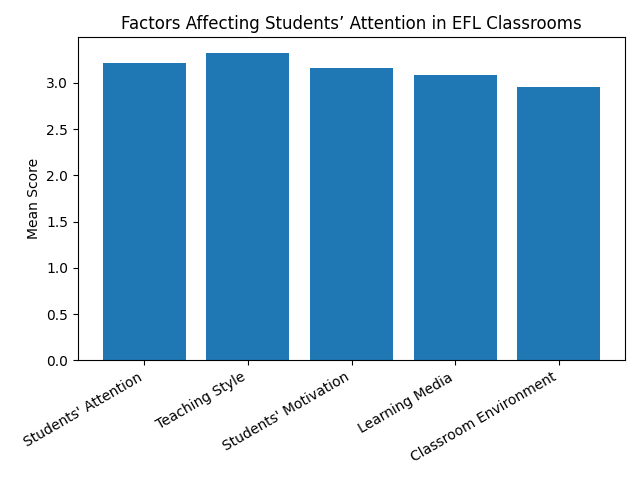 Factors Affecting Students’ Attention in EFL Classrooms
Mean Score
3.0
2.5
2.0
1.5
1.0
0.5
0.0
Students' Attention
Teaching Style
Students' Motivation
Learning Media
Classroom Environment